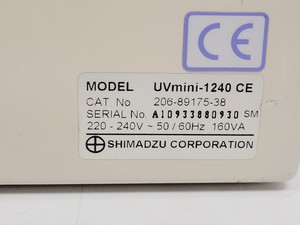 CE
MODEL UVmini-1240 CE
CAT No 206-89175-38
SERIAL No A10933880930 SM
220 - 240V ~ 50 / 60Hz 160VA
SHIMADZU CORPORATION